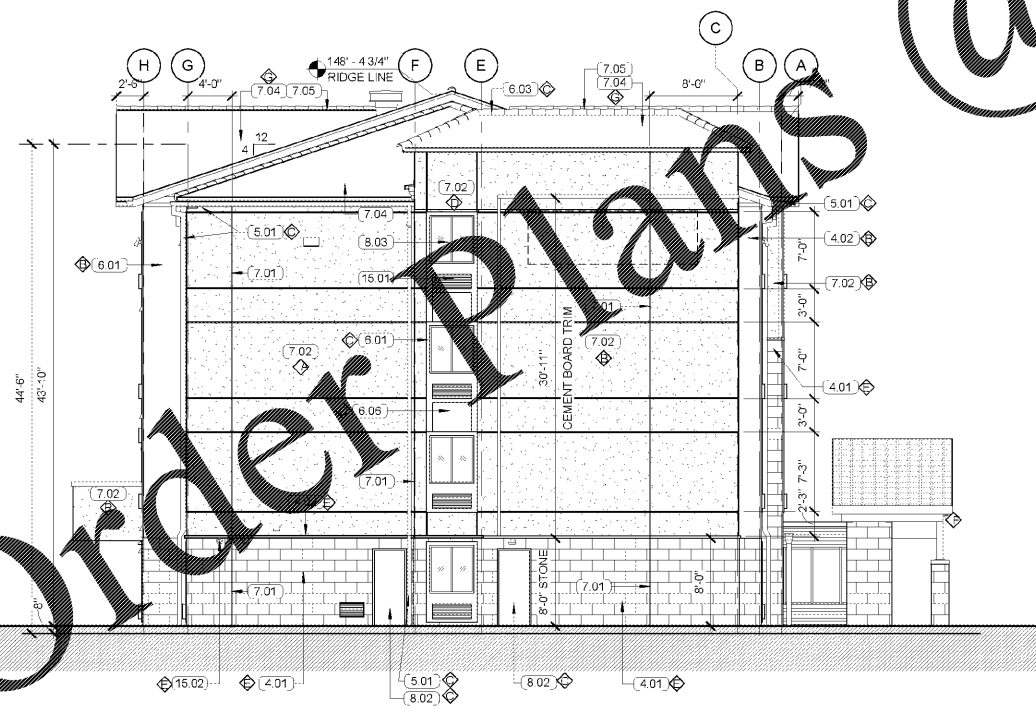 @
C
H
G
F
E
B
A
148' - 4 3/4"
RIDGE LINE
2'-6"
4'-0"
8'-0"
G
7.04
7.05
6.03
C
7.05
7.04
G
12
4
7.02
D
7.04
5.01
C
8.03
5.01
C
4.02
B
B
6.01
7.01
15.01
7.02
B
7'-0"
3'-0"
C
6.01
7.02
A
7.02
B
30'-11"
CEMENT BOARD TRIM
7'-0"
4.01
E
44'-6"
43'-10"
6.06
3'-0"
7.01
7'-3"
2'-3"
7.02
7.01
7.01
8'-0" STONE
8'-0"
8"
E
15.02
E
4.01
5.01
C
8.02
C
8.02
C
4.01
E
Order Plans @